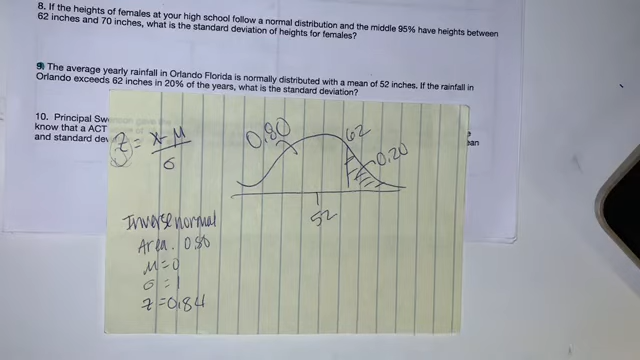 8. If the heights of females at your high school follow a normal distribution and the middle 95% have heights between
62 inches and 70 inches, what is the standard deviation of heights for females?
9. The average yearly rainfall in Orlando Florida is normally distributed with a mean of 52 inches. If the rainfall in
Orlando exceeds 62 inches in 20% of the years, what is the standard deviation?
10. Principal
know that a ACT
and standard
z = x-μ
σ
0.80
62
0.20
52
Inverse normal
Area. 0.80
μ=0
σ=1
z=0.84